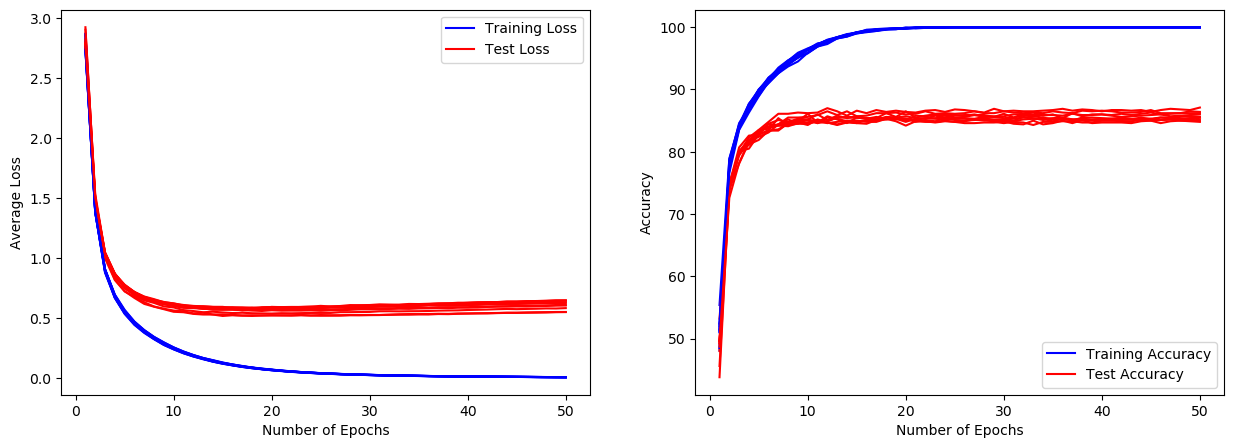 3.0
2.5
2.0
1.5
1.0
0.5
0.0
Average Loss
0 10 20 30 40 50
Number of Epochs
Training Loss
Test Loss
100
90
80
70
60
50
Accuracy
0 10 20 30 40 50
Number of Epochs
Training Accuracy
Test Accuracy